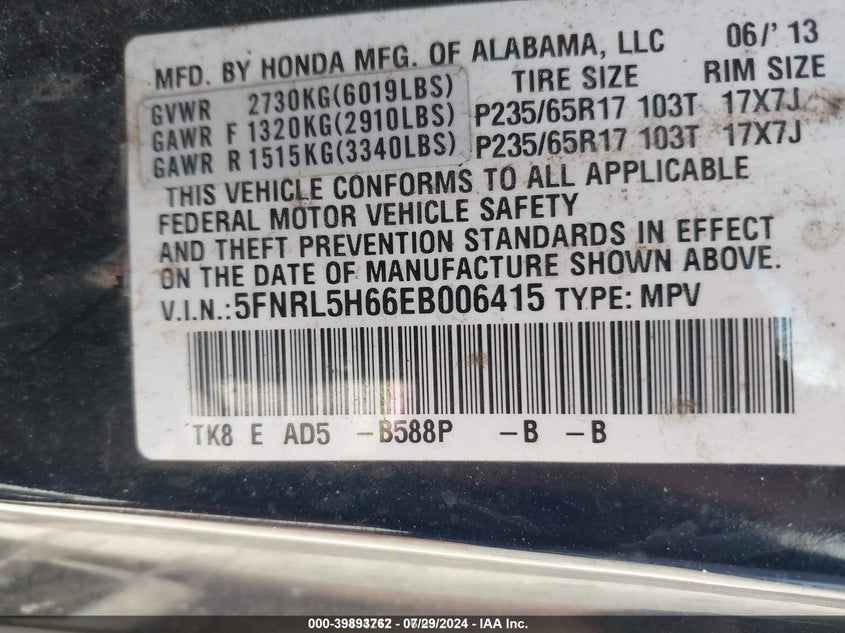 MFD. BY HONDA MFG. OF ALABAMA, LLC 06/'13
TIRE SIZE RIM SIZE
GVWR 2730KG(6019LBS)
GAWR F 1320KG(2910LBS) P235/65R17 103T 17X7J
GAWR R 1515KG(3340LBS) P235/65R17 103T 17X7J
THIS VEHICLE CONFORMS TO ALL APPLICABLE
FEDERAL MOTOR VEHICLE SAFETY
AND THEFT PREVENTION STANDARDS IN EFFECT
ON THE DATE OF MANUFACTURE SHOWN ABOVE.
V.I.N.:5FNRL5H66EB006415 TYPE: MPV
TK8 E AD5 -B588P -B -B
000-39893762 - 07/29/2024 - IAA Inc.